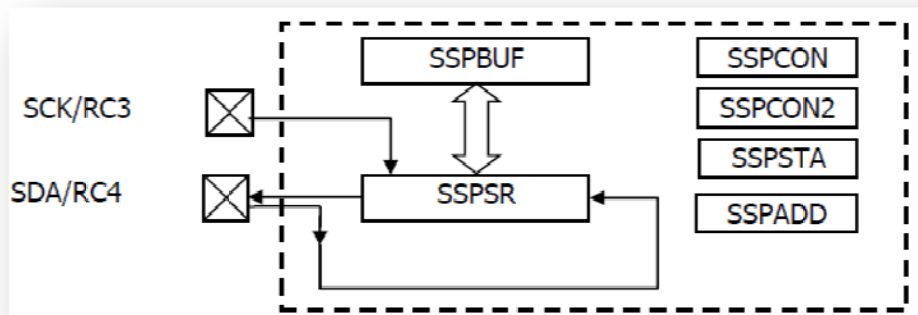 SSPBUF
SSPCON
SCK/RC3
SSPCON2
SSPSTA
SDA/RC4
SSPSR
SSPADD